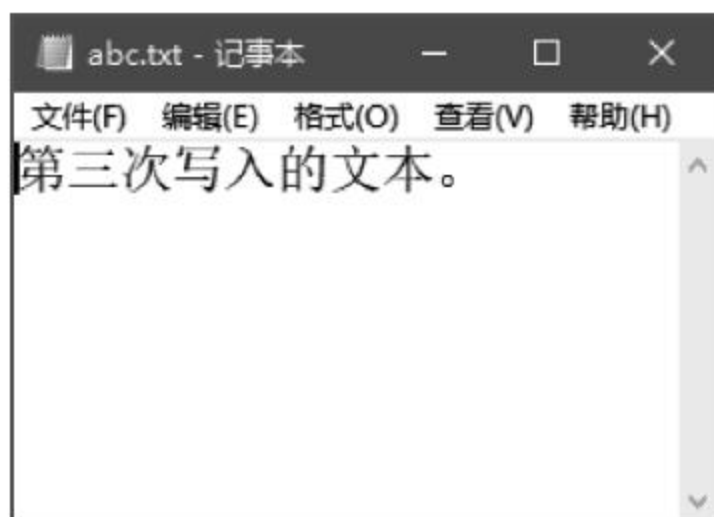 abc.txt - 记事本
文件(F) 编辑(E) 格式(O) 查看(V) 帮助(H)
第三次写入的文本。